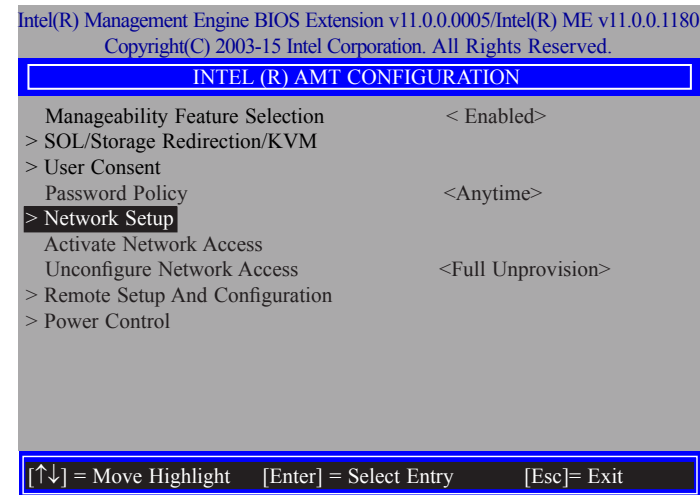 Intel(R) Management Engine BIOS Extension v11.0.0.0005/Intel(R) ME v11.0.0.1180
Copyright(C) 2003-15 Intel Corporation. All Rights Reserved.
INTEL (R) AMT CONFIGURATION
Manageability Feature Selection < Enabled>
> SOL/Storage Redirection/KVM
> User Consent
Password Policy <Anytime>
> Network Setup
Activate Network Access
Unconfigure Network Access <Full Unprovision>
> Remote Setup And Configuration
> Power Control
[↑↓] = Move Highlight [Enter] = Select Entry [Esc]= Exit